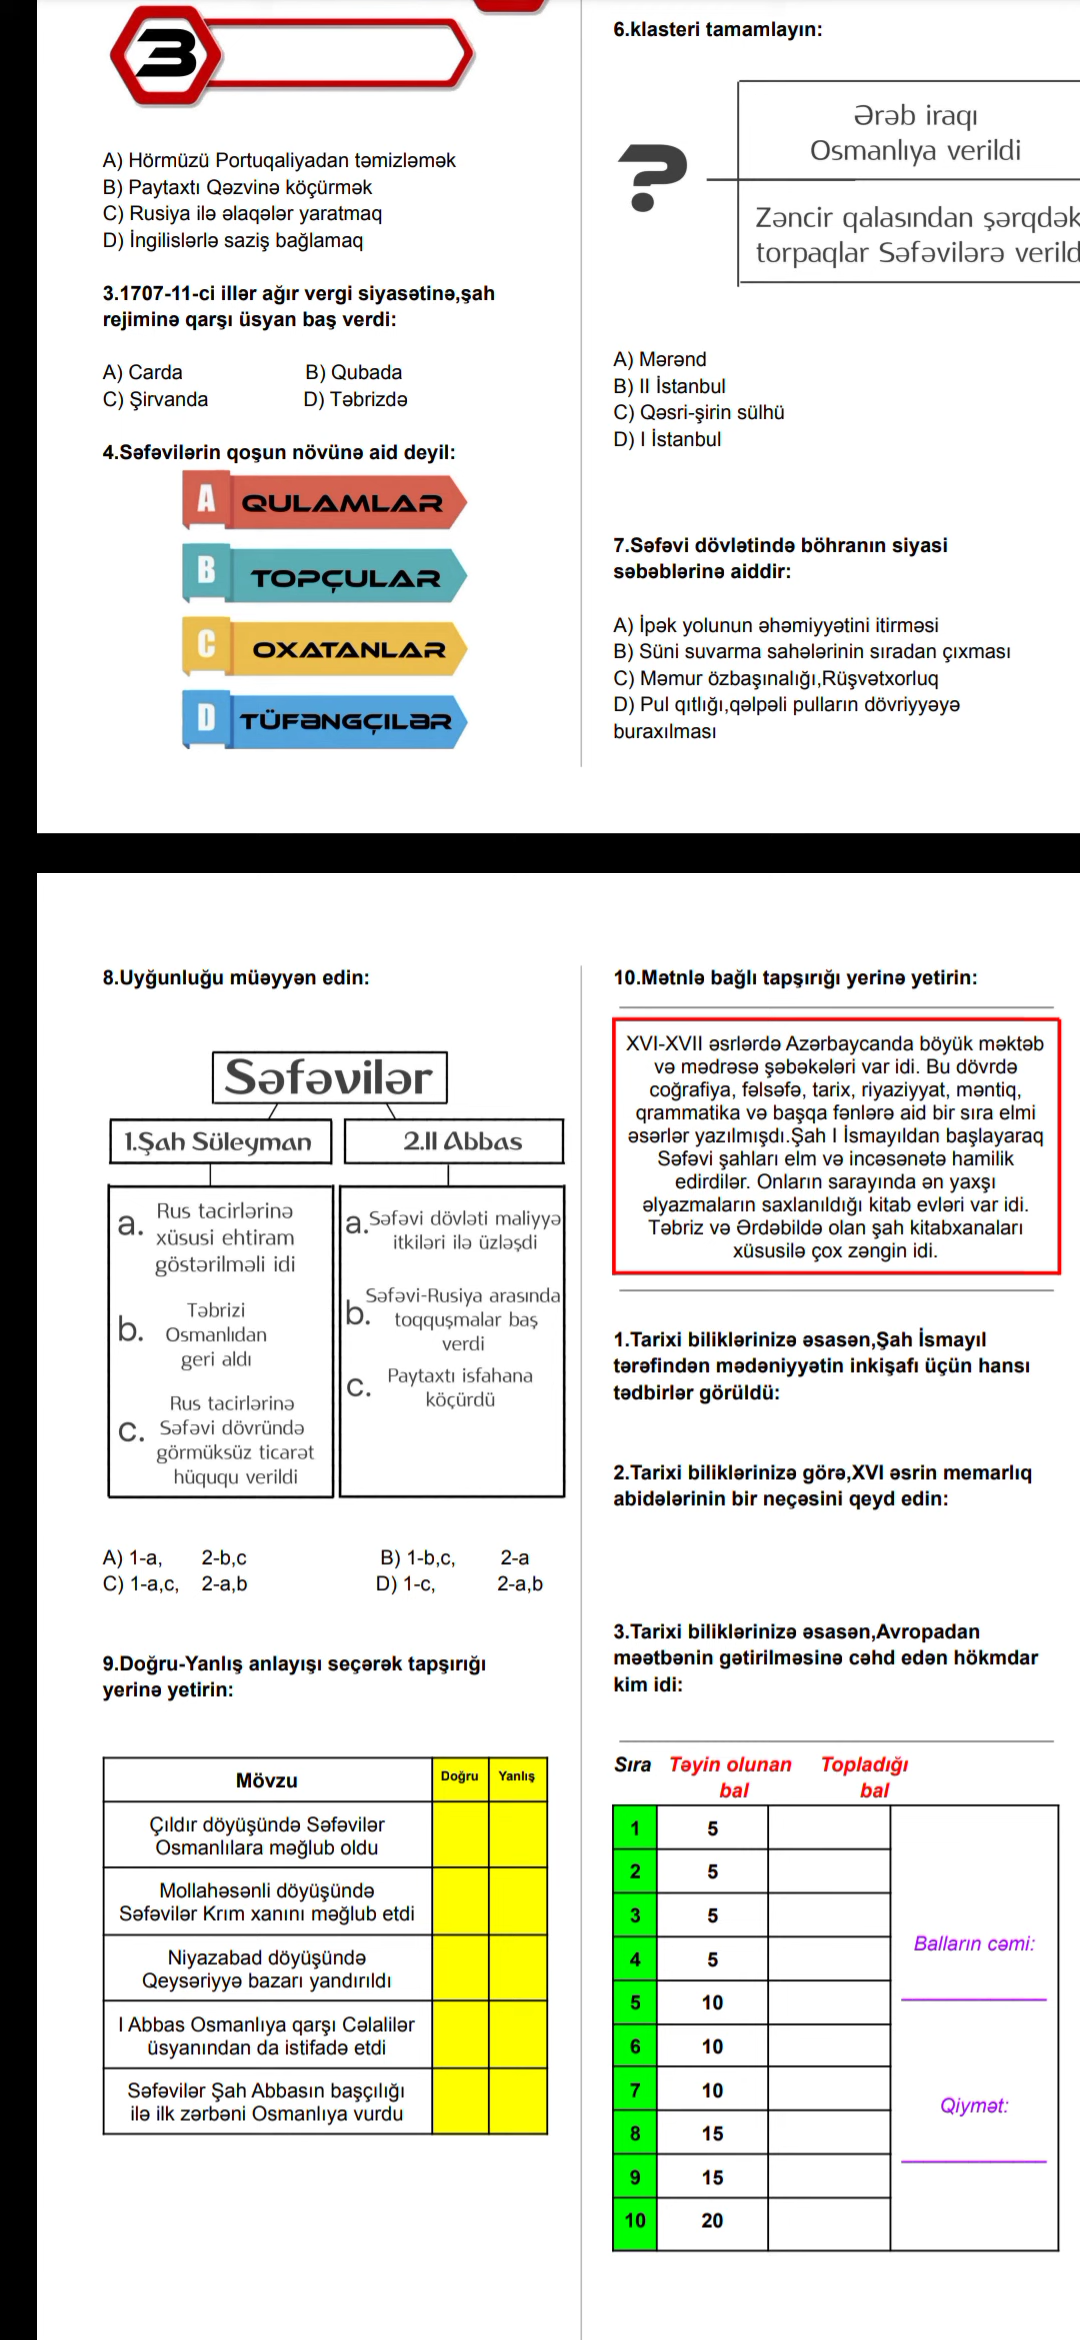 3
A) Hörmüzü Portuqaliyadan təmizləmək
B) Paytaxtı Qəzvinə köçürmək
C) Rusiya ilə əlaqələr yaratmaq
D) İngilislərlə saziş bağlamaq
3.1707-11-ci illər ağır vergi siyasətinə,şah
rejiminə qarşı üsyan baş verdi:
A) Carda B) Qubada
C) Şirvanda D) Təbrizdə
4.Səfəvilərin qoşun növünə aid deyil:
A QULAMLAR
B TOPÇULAR
C OXATANLAR
D TÜFƏNGÇILƏR
6.klasteri tamamlayın:
?
Ərəb iraqı
Osmanlıya verildi
Zəncir qalasından şərqdək
torpaqlar Səfəvilərə verild
A) Mərənd
B) II İstanbul
C) Qəsri-şirin sülhü
D) I İstanbul
7.Səfəvi dövlətində böhranın siyasi
səbəblərinə aiddir:
A) İpək yolunun əhəmiyyətini itirməsi
B) Süni suvarma sahələrinin sıradan çıxması
C) Məmur özbaşınalığı,Rüşvətxorluq
D) Pul qıtlığı,qəlpəli pulların dövriyyəyə
buraxılması
8.Uyğunluğu müəyyən edin:
Səfəvilər
1.Şah Süleyman
a. Rus tacirlərinə
xüsusi ehtiram
göstərilməli idi
b. Təbrizi
Osmanlıdan
geri aldı
c. Rus tacirlərinə
Səfəvi dövründə
görmüksüz ticarət
hüququ verildi
2.II Abbas
a. Səfəvi dövləti maliyyə
itkiləri ilə üzləşdi
b. Səfəvi-Rusiya arasında
toqquşmalar baş
verdi
c. Paytaxtı isfahana
köçürdü
A) 1-a, 2-b,c B) 1-b,c, 2-a
C) 1-a,c, 2-a,b D) 1-c, 2-a,b
9.Doğru-Yanlış anlayışı seçərək tapşırığı
yerinə yetirin:
Mövzu Doğru Yanlış
Çıldır döyüşündə Səfəvilər
Osmanlılara məğlub oldu
Mollahəsənli döyüşündə
Səfəvilər Krım xanını məğlub etdi
Niyazabad döyüşündə
Qeysəriyyə bazarı yandırıldı
I Abbas Osmanlıya qarşı Cəlalilər
üsyanından da istifadə etdi
Səfəvilər Şah Abbasın başçılığı
ilə ilk zərbəni Osmanlıya vurdu
10.Mətnlə bağlı tapşırığı yerinə yetirin:
XVI-XVII əsrlərdə Azərbaycanda böyük məktəb
və mədrəsə şəbəkələri var idi. Bu dövrdə
coğrafiya, fəlsəfə, tarix, riyaziyyat, məntiq,
qrammatika və başqa fənlərə aid bir sıra elmi
əsərlər yazılmışdı.Şah I İsmayıldan başlayaraq
Səfəvi şahları elm və incəsənətə hamilik
edirdilər. Onların sarayında ən yaxşı
əlyazmaların saxlanıldığı kitab evləri var idi.
Təbriz və Ərdəbildə olan şah kitabxanaları
xüsusilə çox zəngin idi.
1.Tarixi biliklərinizə əsasən,Şah İsmayıl
tərəfindən mədəniyyətin inkişafı üçün hansı
tədbirlər görüldü:
2.Tarixi biliklərinizə görə,XVI əsrin memarlıq
abidələrinin bir neçəsini qeyd edin:
3.Tarixi biliklərinizə əsasən,Avropadan
məətbənin gətirilməsinə cəhd edən hökmdar
kim idi:
Sıra Təyin olunan Topladığı
bal bal
1 5
2 5
3 5
4 5
5 10
6 10
7 10
8 15
9 15
10 20
Balların cəmi:
Qiymət: